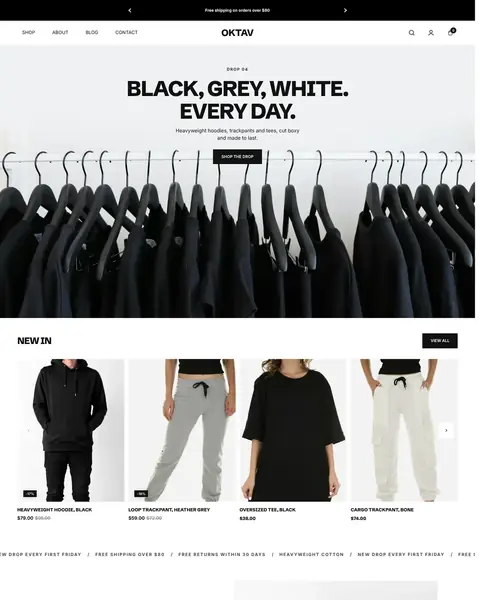 Free shipping on orders over $80
SHOP ABOUT BLOG CONTACT OKTAV 0
DROP 04
BLACK, GREY, WHITE.
EVERY DAY.
Heavyweight hoodies, trackpants and tees, cut boxy
and made to last.
SHOP THE DROP
NEW IN
VIEW ALL
HEAVYWEIGHT HOODIE, BLACK
$79.00
LOOP TRACKPANT, HEATHER GREY
$59.00 $72.00
OVERSIZED TEE, BLACK
$38.00
CARGO TRACKPANT, BONE
$74.00
EW DROP EVERY FIRST FRIDAY / FREE SHIPPING OVER $80 / FREE RETURNS WITHIN 30 DAYS / HEAVYWEIGHT COTTON / NEW DROP EVERY FIRST FRIDAY / FREE